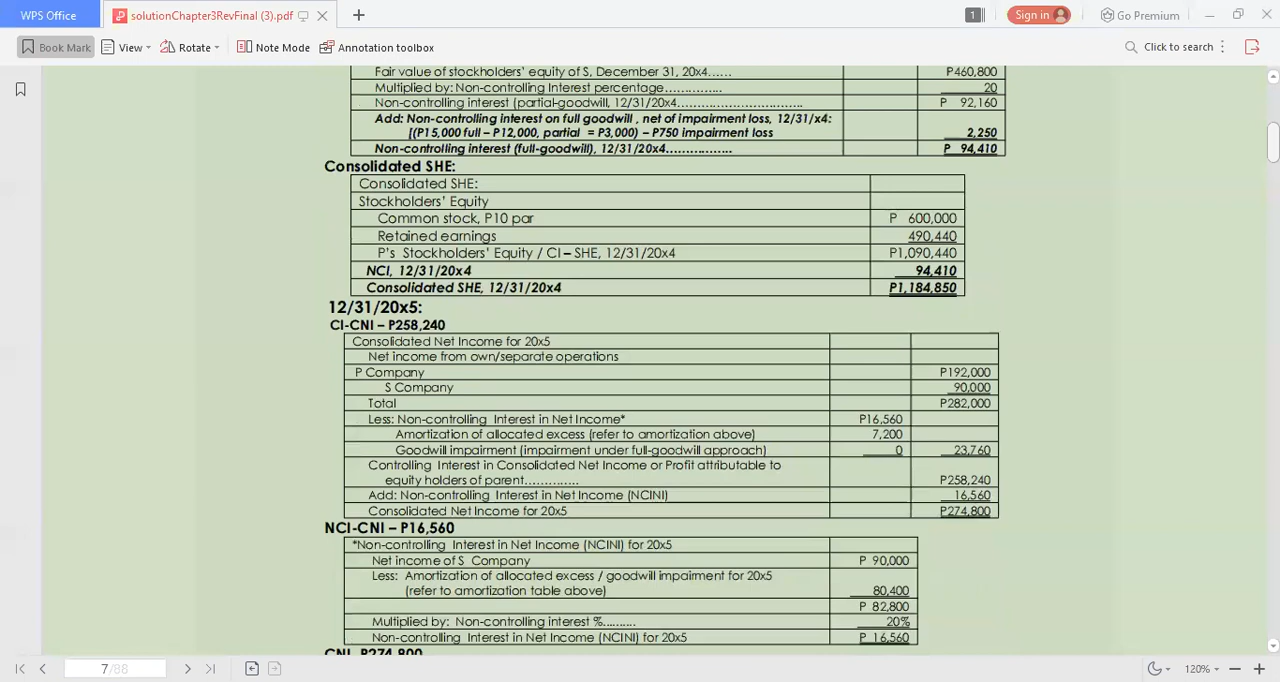 WPS Office
solutionChapter3RevFinal (3).pdf
1
Sign in
Go Premium
Book Mark
View
Rotate
Note Mode
Annotation toolbox
Click to search
Fair value of stockholders' equity of S, December 31, 20x4…… P460,800
Multiplied by: Non-controlling Interest percentage………….. 20
Non-controlling interest (partial-goodwill, 12/31/20x4………………………….. P 92,160
Add: Non-controlling interest on full goodwill , net of impairment loss, 12/31/x4:
[(P15,000 full – P12,000, partial = P3,000) – P750 impairment loss 2,250
Non-controlling interest (full-goodwill), 12/31/20x4…………….. P 94,410
Consolidated SHE:
Consolidated SHE:
Stockholders' Equity
Common stock, P10 par P 600,000
Retained earnings 490,440
P's Stockholders' Equity / CI – SHE, 12/31/20x4 P1,090,440
NCI, 12/31/20x4 94,410
Consolidated SHE, 12/31/20x4 P1,184,850
12/31/20x5:
CI-CNI – P258,240
Consolidated Net Income for 20x5
Net income from own/separate operations
P Company P192,000
S Company 90,000
Total P282,000
Less: Non-controlling Interest in Net Income* P16,560
Amortization of allocated excess (refer to amortization above) 7,200
Goodwill impairment (impairment under full-goodwill approach) 0 23,760
Controlling Interest in Consolidated Net Income or Profit attributable to
equity holders of parent………….. P258,240
Add: Non-controlling Interest in Net Income (NCINI) 16,560
Consolidated Net Income for 20x5 P274,800
NCI-CNI – P16,560
*Non-controlling Interest in Net Income (NCINI) for 20x5
Net income of S Company P 90,000
Less: Amortization of allocated excess / goodwill impairment for 20x5
(refer to amortization table above) 80,400
P 82,800
Multiplied by: Non-controlling interest %.......... 20%
Non-controlling Interest in Net Income (NCINI) for 20x5 P 16,560
CNI P274,800
7/86
120%